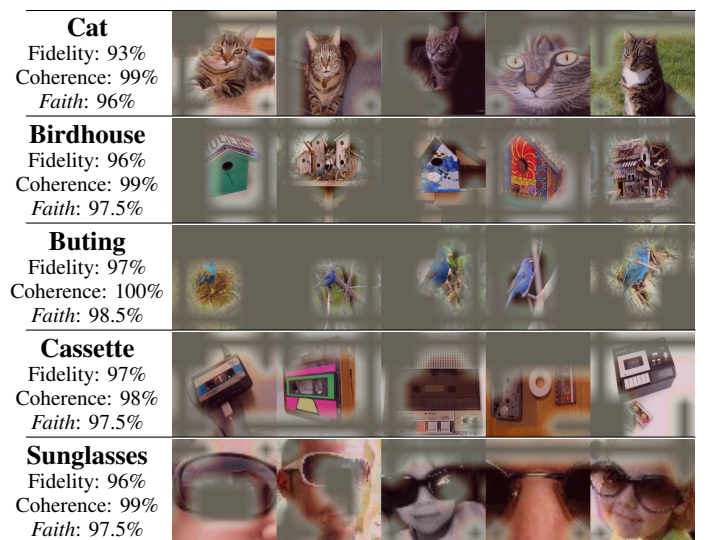 Cat
Fidelity: 93%
Coherence: 99%
Faith: 96%
Birdhouse
Fidelity: 96%
Coherence: 99%
Faith: 97.5%
Buting
Fidelity: 97%
Coherence: 100%
Faith: 98.5%
Cassette
Fidelity: 97%
Coherence: 98%
Faith: 97.5%
Sunglasses
Fidelity: 96%
Coherence: 99%
Faith: 97.5%